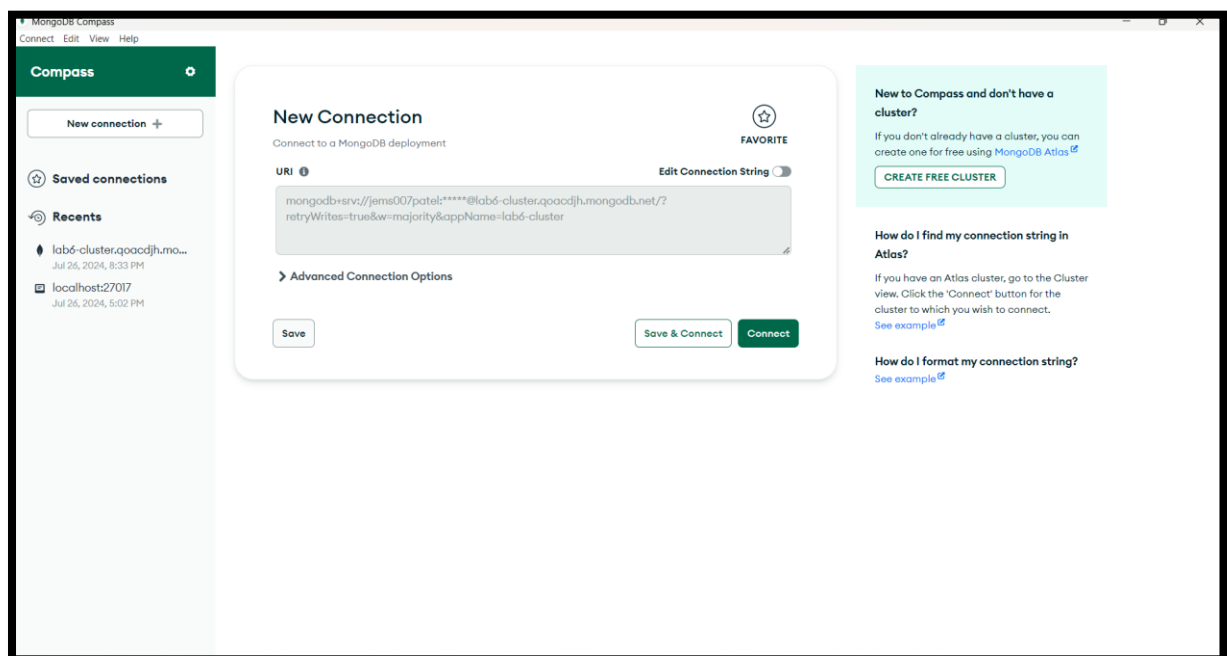 MongoDB Compass
Connect Edit View Help
Compass
New connection +
Saved connections
Recents
lab6-cluster.qoacdjh.mo...
Jul 26, 2024, 8:33 PM
localhost:27017
Jul 26, 2024, 5:02 PM
New Connection
Connect to a MongoDB deployment
FAVORITE
URI
Edit Connection String
mongodb+srv://jems007patel:*****@lab6-cluster.qoacdjh.mongodb.net/?
retryWrites=true&w=majority&appName=lab6-cluster
Advanced Connection Options
Save
Save & Connect
Connect
New to Compass and don't have a
cluster?
If you don't already have a cluster, you can
create one for free using MongoDB Atlas
CREATE FREE CLUSTER
How do I find my connection string in
Atlas?
If you have an Atlas cluster, go to the Cluster
view. Click the 'Connect' button for the
cluster to which you wish to connect.
See example
How do I format my connection string?
See example